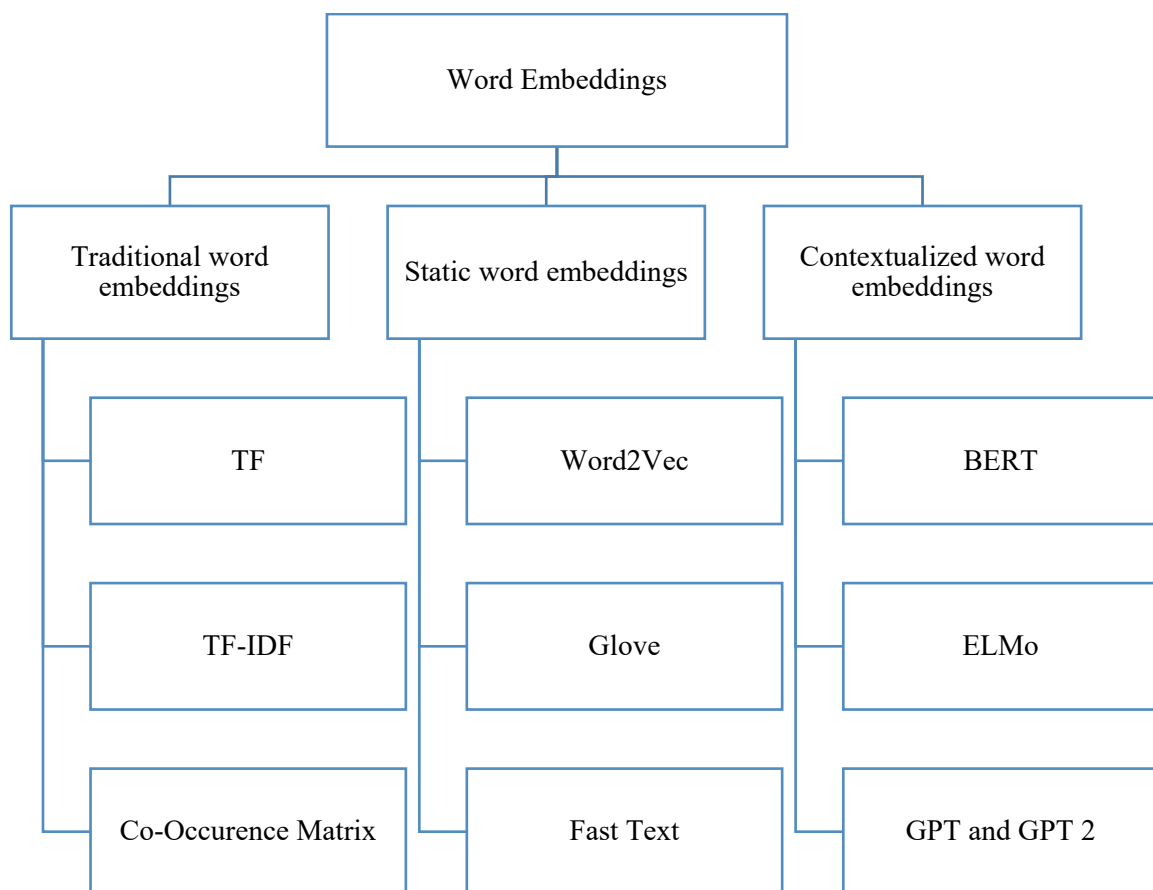 Word Embeddings
Traditional word
embeddings
Static word embeddings
Contextualized word
embeddings
TF
Word2Vec
BERT
TF-IDF
Glove
ELMo
Co-Occurence Matrix
Fast Text
GPT and GPT 2